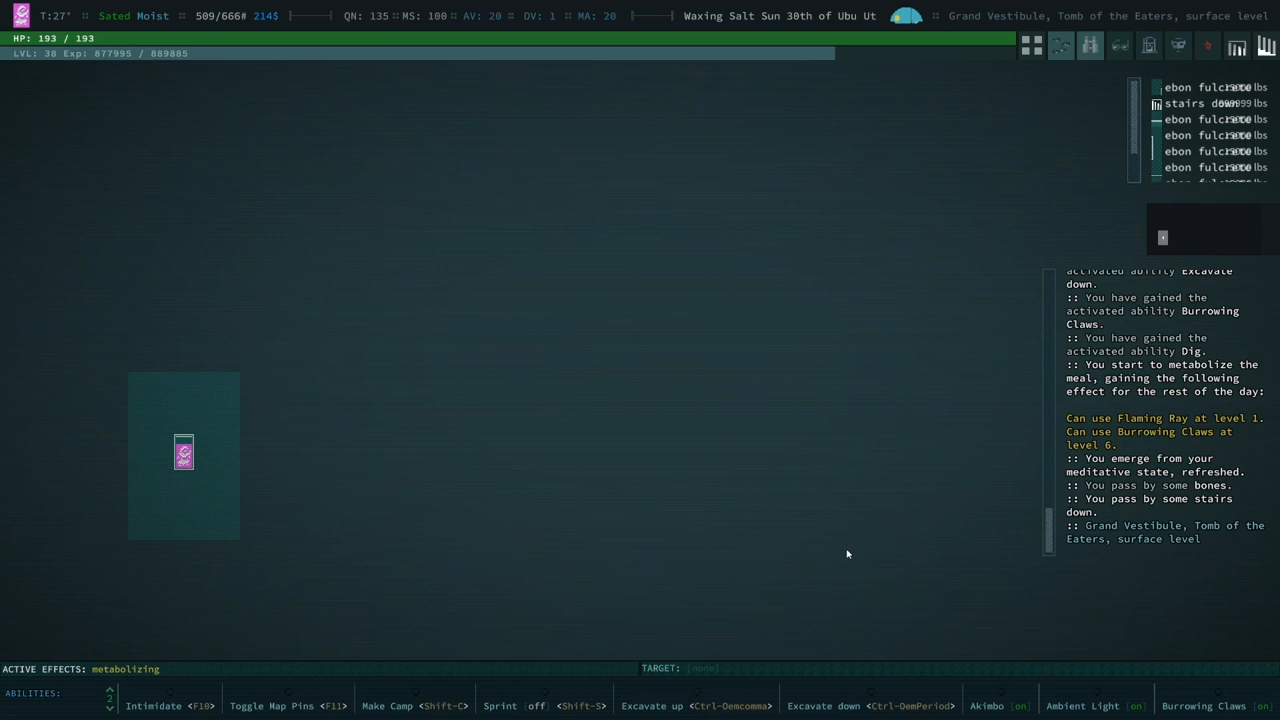 T:27° :: Sated Moist :: 509/666# 214$ QN: 135 :: MS: 100 :: AV: 20 :: DV: 1 :: MA: 20 Waxing Salt Sun 30th of Ubu Ut :: Grand Vestibule, Tomb of the Eaters, surface level
HP: 193 / 193
LVL: 38 Exp: 877995 / 889885
ebon fulcrete lbs
stairs down lbs
ebon fulcrete lbs
ebon fulcrete lbs
ebon fulcrete lbs
ebon fulcrete lbs
activated ability Excavate
down.
:: You have gained the
activated ability Burrowing
Claws.
:: You have gained the
activated ability Dig.
:: You start to metabolize the
meal, gaining the following
effect for the rest of the day:
Can use Flaming Ray at level 1.
Can use Burrowing Claws at
level 6.
:: You emerge from your
meditative state, refreshed.
:: You pass by some bones.
:: You pass by some stairs
down.
:: Grand Vestibule, Tomb of the
Eaters, surface level
ACTIVE EFFECTS: metabolizing
TARGET: [none]
ABILITIES: 2 Intimidate <F10> Toggle Map Pins <F11> Make Camp <Shift-C> Sprint [off] <Shift-S> Excavate up <Ctrl-Oemcomma> Excavate down <Ctrl-OemPeriod> Akimbo [on] Ambient Light [on] Burrowing Claws [on]